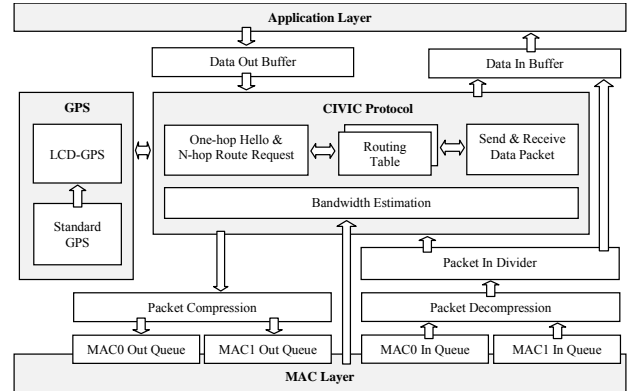 Application Layer
Data Out Buffer
Data In Buffer
GPS
CIVIC Protocol
LCD-GPS
One-hop Hello &
N-hop Route Request
Routing
Table
Send & Receive
Data Packet
Standard
GPS
Bandwidth Estimation
Packet In Divider
Packet Compression
Packet Decompression
MAC0 Out Queue
MAC1 Out Queue
MAC0 In Queue
MAC1 In Queue
MAC Layer